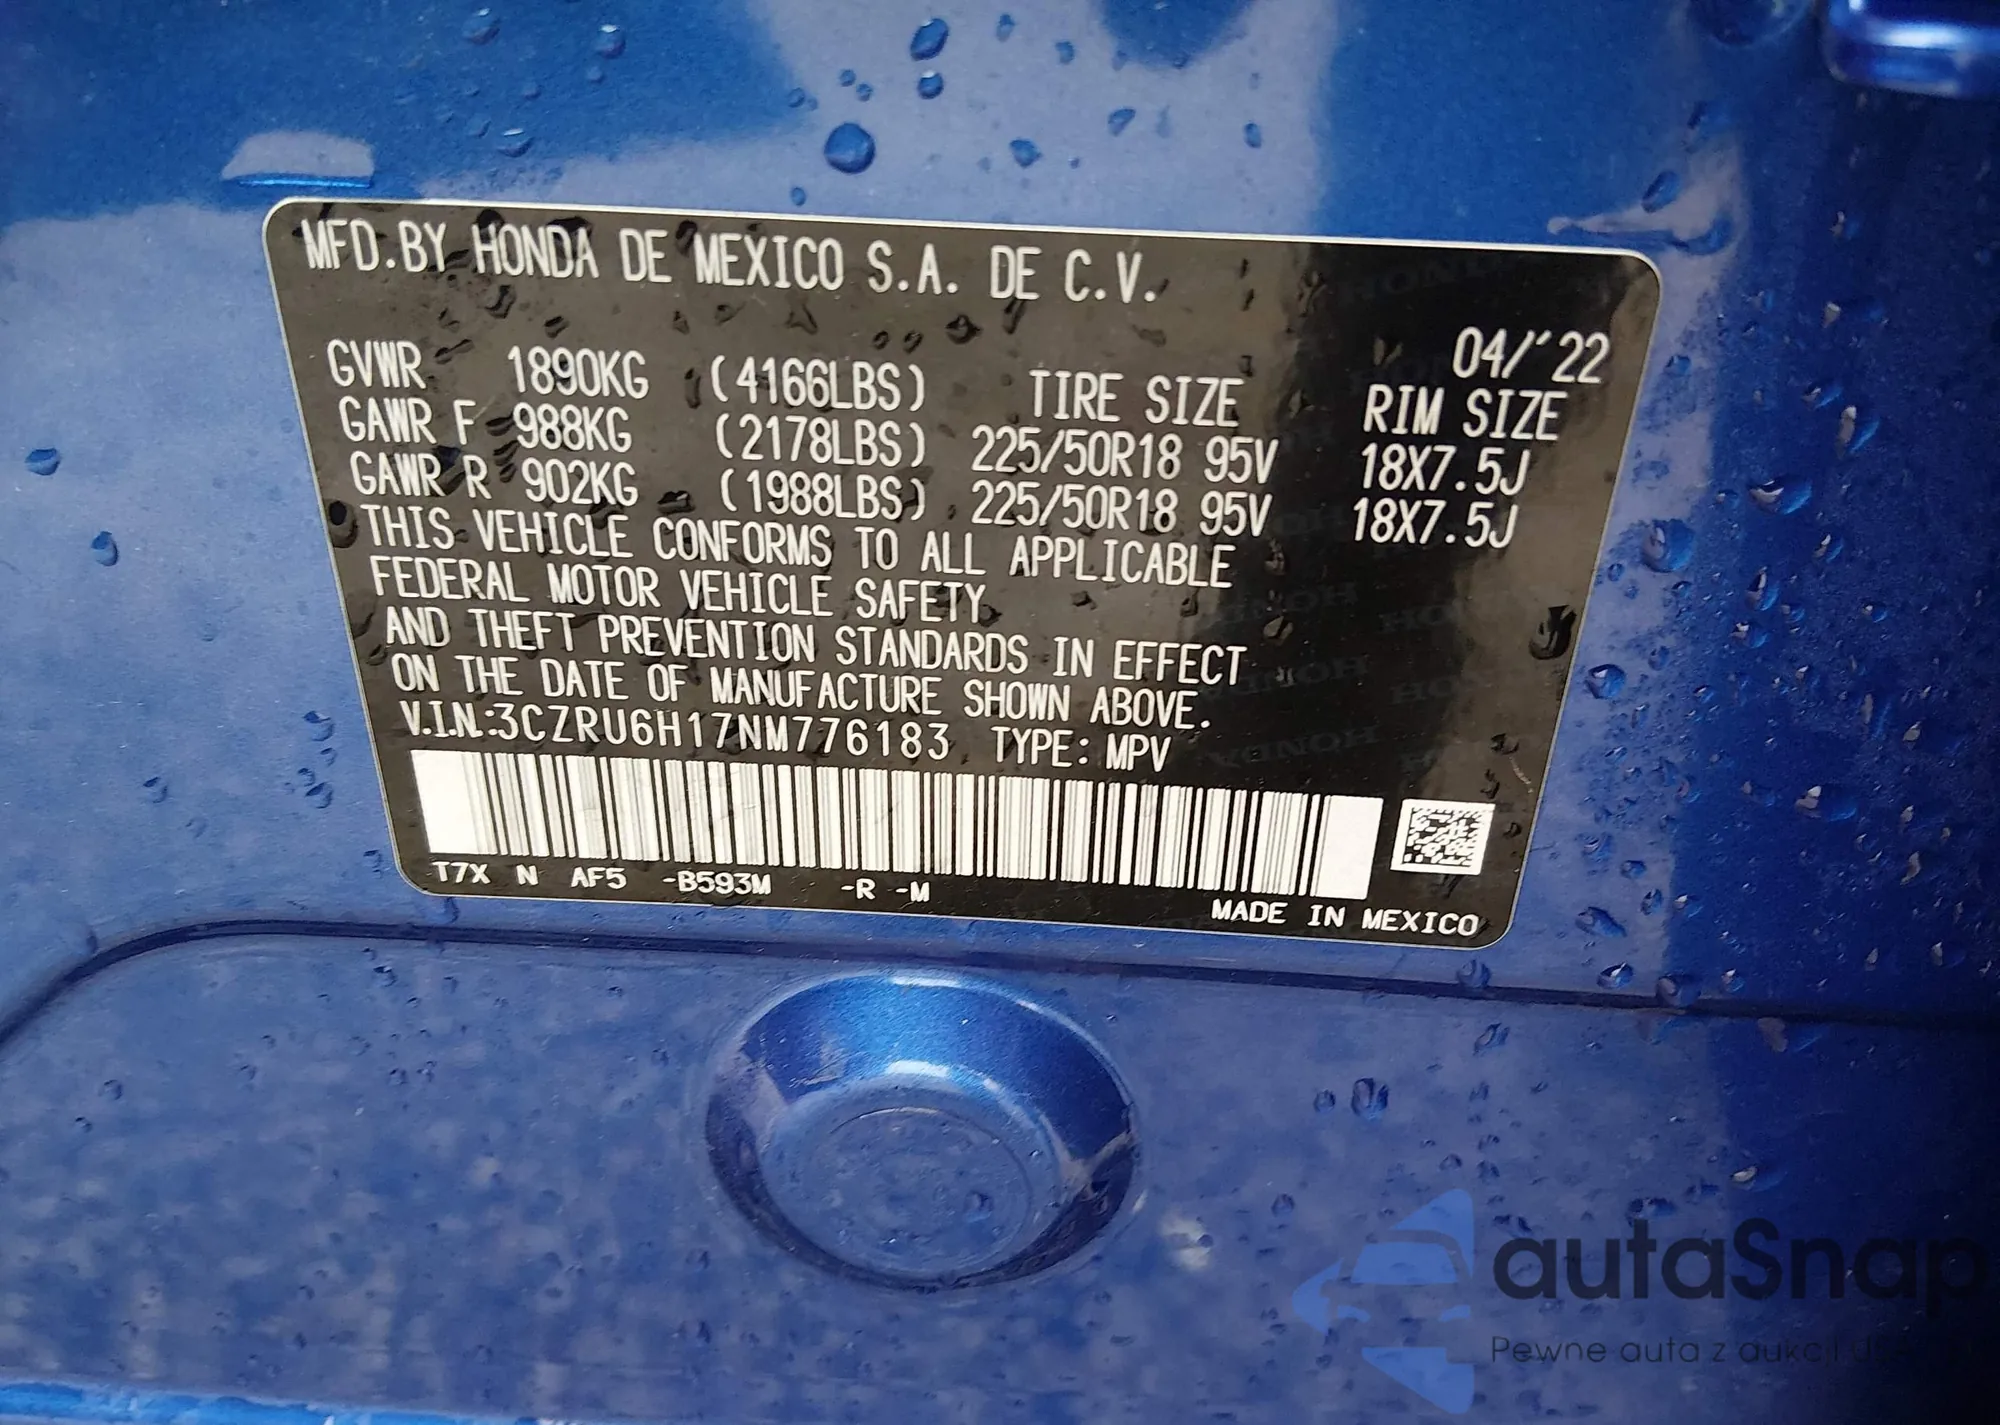 MFD.BY HONDA DE MEXICO S.A. DE C.V.
04/'22
GVWR 1890KG (4166LBS) TIRE SIZE RIM SIZE
GAWR F 988KG (2178LBS) 225/50R18 95V 18X7.5J
GAWR R 902KG (1988LBS) 225/50R18 95V 18X7.5J
THIS VEHICLE CONFORMS TO ALL APPLICABLE
FEDERAL MOTOR VEHICLE SAFETY
AND THEFT PREVENTION STANDARDS IN EFFECT
ON THE DATE OF MANUFACTURE SHOWN ABOVE.
V.I.N.:3CZRU6H17NM776183 TYPE: MPV
T7X N AF5 -B593M -R -M
MADE IN MEXICO
autaSnap
Pewne auta z aukcji